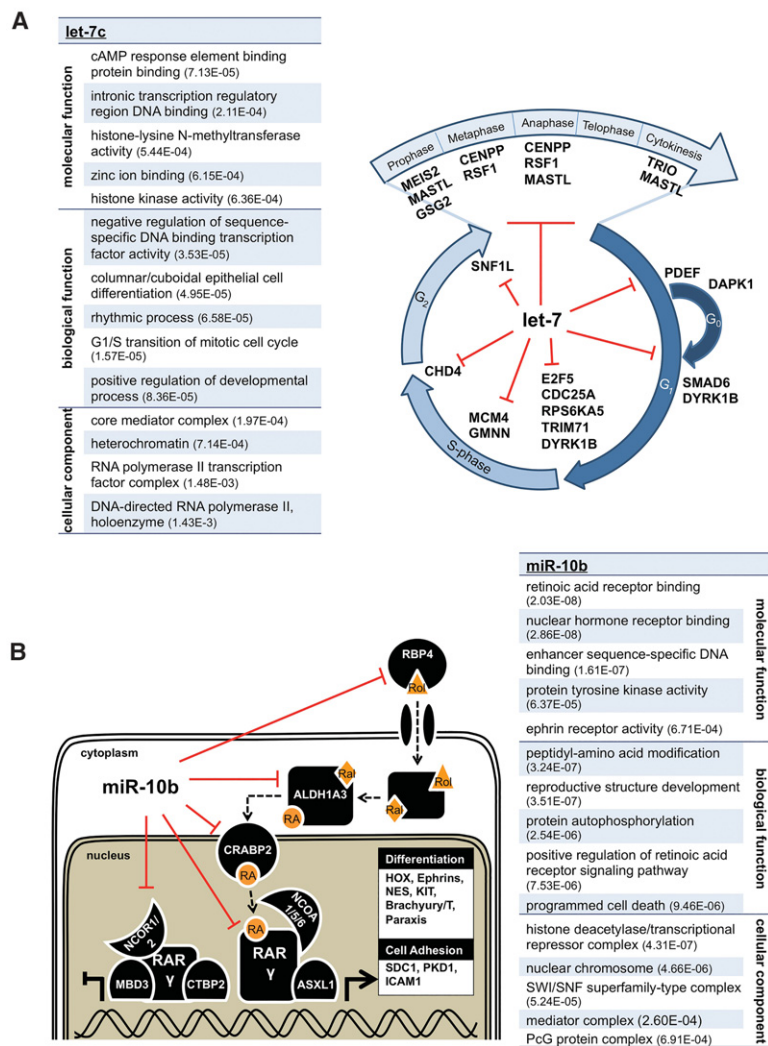 A
let-7c
molecular function
cAMP response element binding
protein binding (7.13E-05)
intronic transcription regulatory
region DNA binding (2.11E-04)
histone-lysine N-methyltransferase
activity (5.44E-04)
zinc ion binding (6.15E-04)
histone kinase activity (6.36E-04)
biological function
negative regulation of sequence-
specific DNA binding transcription
factor activity (3.53E-05)
columnar/cuboidal epithelial cell
differentiation (4.95E-05)
rhythmic process (6.58E-05)
G1/S transition of mitotic cell cycle
(1.57E-05)
positive regulation of developmental
process (8.36E-05)
cellular component
core mediator complex (1.97E-04)
heterochromatin (7.14E-04)
RNA polymerase II transcription
factor complex (1.48E-03)
DNA-directed RNA polymerase II,
holoenzyme (1.43E-3)
Prophase
Metaphase
Anaphase
Telophase
Cytokinesis
MEIS2
MASTL
GSG2
CENPP
RSF1
CENPP
RSF1
MASTL
TRIO
MASTL
SNF1L
G2
let-7
PDEF
DAPK1
G0
G1
CHD4
SMAD6
DYRK1B
MCM4
GMNN
E2F5
CDC25A
RPS6KA5
TRIM71
DYRK1B
S-phase
B
RBP4
Rol
cytoplasm
miR-10b
ALDH1A3
Ral
RA
Rol
Ral
nucleus
CRABP2
RA
NCOR1/
2
RAR
γ
MBD3
CTBP2
RA
NCOA
1/5/6
RAR
γ
ASXL1
Differentiation
HOX, Ephrins,
NES, KIT,
Brachyury/T,
Paraxis
Cell Adhesion
SDC1, PKD1,
ICAM1
miR-10b
molecular function
retinoic acid receptor binding
(2.03E-08)
nuclear hormone receptor binding
(2.86E-08)
enhancer sequence-specific DNA
binding (1.61E-07)
protein tyrosine kinase activity
(6.37E-05)
ephrin receptor activity (6.71E-04)
biological function
peptidyl-amino acid modification
(3.24E-07)
reproductive structure development
(3.51E-07)
protein autophosphorylation
(2.54E-06)
positive regulation of retinoic acid
receptor signaling pathway
(7.53E-06)
programmed cell death (9.46E-06)
cellular component
histone deacetylase/transcriptional
repressor complex (4.31E-07)
nuclear chromosome (4.66E-06)
SWI/SNF superfamily-type complex
(5.24E-05)
mediator complex (2.60E-04)
PcG protein complex (6.91E-04)